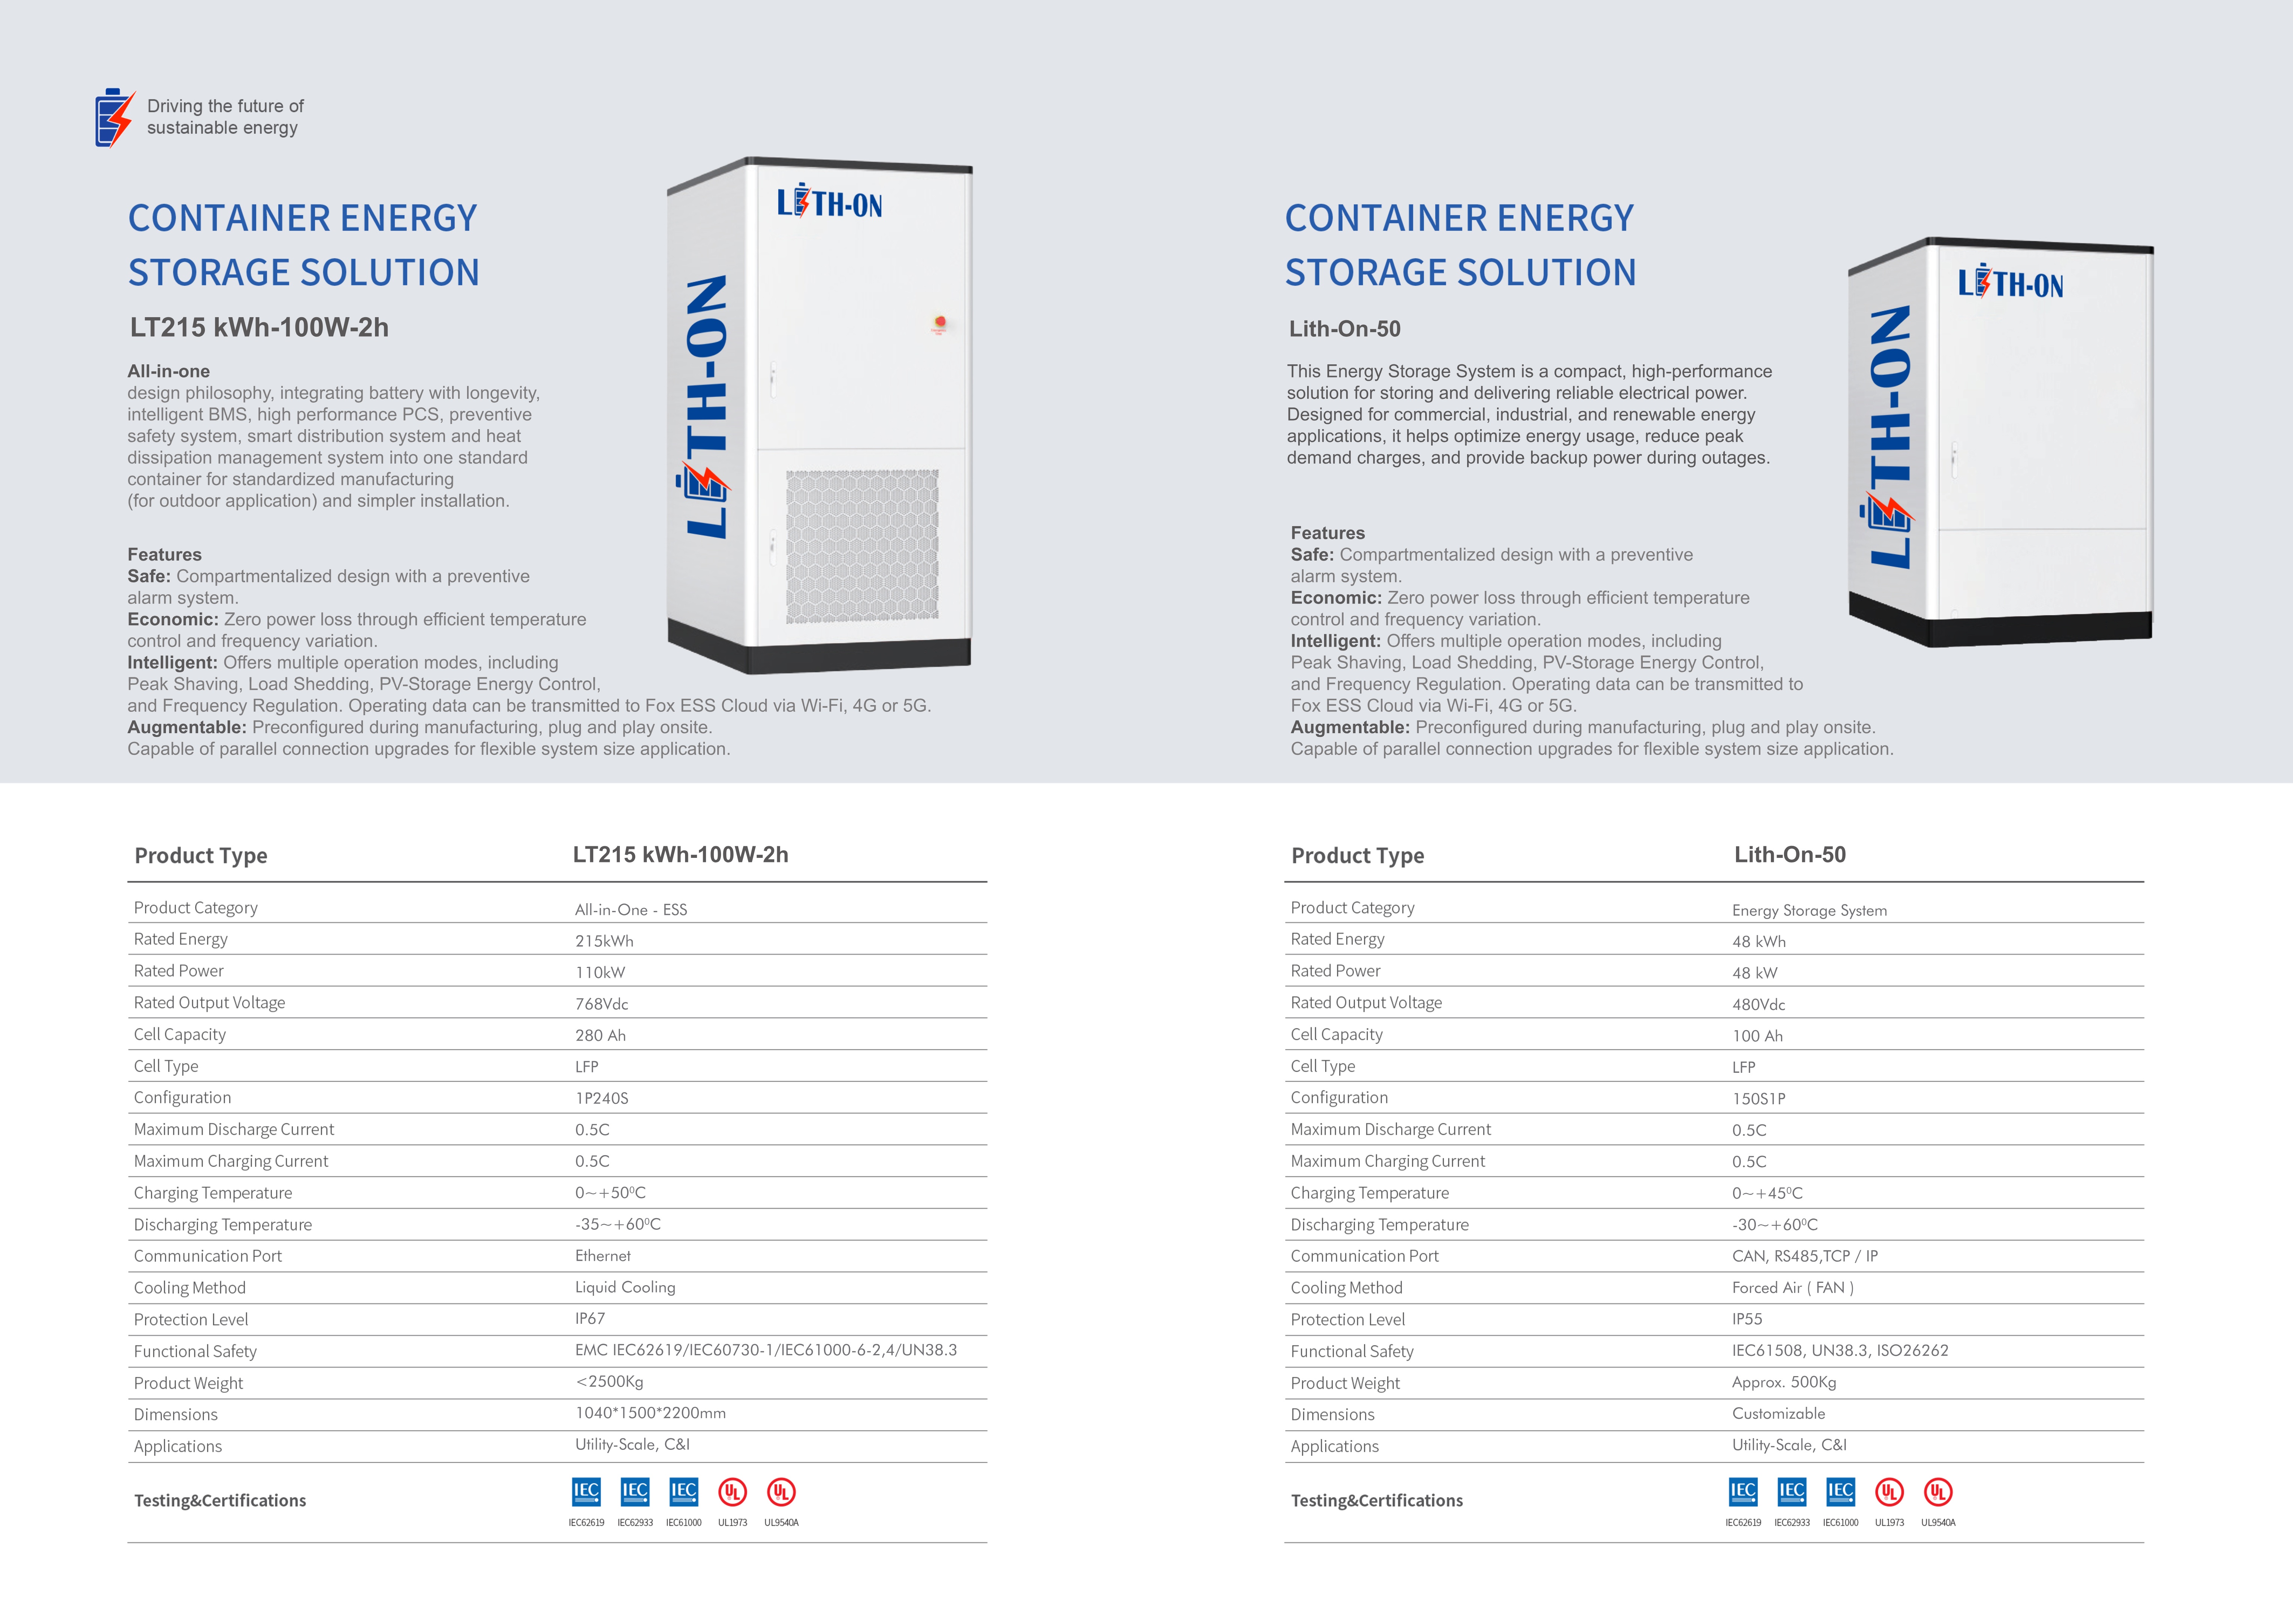 Driving the future of
sustainable energy
CONTAINER ENERGY
STORAGE SOLUTION
LT215 kWh-100W-2h
All-in-one
design philosophy, integrating battery with longevity,
intelligent BMS, high performance PCS, preventive
safety system, smart distribution system and heat
dissipation management system into one standard
container for standardized manufacturing
(for outdoor application) and simpler installation.
Features
Safe: Compartmentalized design with a preventive
alarm system.
Economic: Zero power loss through efficient temperature
control and frequency variation.
Intelligent: Offers multiple operation modes, including
Peak Shaving, Load Shedding, PV-Storage Energy Control,
and Frequency Regulation. Operating data can be transmitted to Fox ESS Cloud via Wi-Fi, 4G or 5G.
Augmentable: Preconfigured during manufacturing, plug and play onsite.
Capable of parallel connection upgrades for flexible system size application.
LITH-ON
LITH-ON
Product Type LT215 kWh-100W-2h
Product Category All-in-One - ESS
Rated Energy 215kWh
Rated Power 110kW
Rated Output Voltage 768Vdc
Cell Capacity 280 Ah
Cell Type LFP
Configuration 1P240S
Maximum Discharge Current 0.5C
Maximum Charging Current 0.5C
Charging Temperature 0~+50⁰C
Discharging Temperature -35~+60⁰C
Communication Port Ethernet
Cooling Method Liquid Cooling
Protection Level IP67
Functional Safety EMC IEC62619/IEC60730-1/IEC61000-6-2,4/UN38.3
Product Weight <2500Kg
Dimensions 1040*1500*2200mm
Applications Utility-Scale, C&I
Testing&Certifications
IEC IEC IEC UL UL
IEC62619 IEC62933 IEC61000 UL1973 UL9540A
CONTAINER ENERGY
STORAGE SOLUTION
Lith-On-50
This Energy Storage System is a compact, high-performance
solution for storing and delivering reliable electrical power.
Designed for commercial, industrial, and renewable energy
applications, it helps optimize energy usage, reduce peak
demand charges, and provide backup power during outages.
Features
Safe: Compartmentalized design with a preventive
alarm system.
Economic: Zero power loss through efficient temperature
control and frequency variation.
Intelligent: Offers multiple operation modes, including
Peak Shaving, Load Shedding, PV-Storage Energy Control,
and Frequency Regulation. Operating data can be transmitted to
Fox ESS Cloud via Wi-Fi, 4G or 5G.
Augmentable: Preconfigured during manufacturing, plug and play onsite.
Capable of parallel connection upgrades for flexible system size application.
LITH-ON
LITH-ON
Product Type Lith-On-50
Product Category Energy Storage System
Rated Energy 48 kWh
Rated Power 48 kW
Rated Output Voltage 480Vdc
Cell Capacity 100 Ah
Cell Type LFP
Configuration 150S1P
Maximum Discharge Current 0.5C
Maximum Charging Current 0.5C
Charging Temperature 0~+45⁰C
Discharging Temperature -30~+60⁰C
Communication Port CAN, RS485,TCP / IP
Cooling Method Forced Air ( FAN )
Protection Level IP55
Functional Safety IEC61508, UN38.3, ISO26262
Product Weight Approx. 500Kg
Dimensions Customizable
Applications Utility-Scale, C&I
Testing&Certifications
IEC IEC IEC UL UL
IEC62619 IEC62933 IEC61000 UL1973 UL9540A